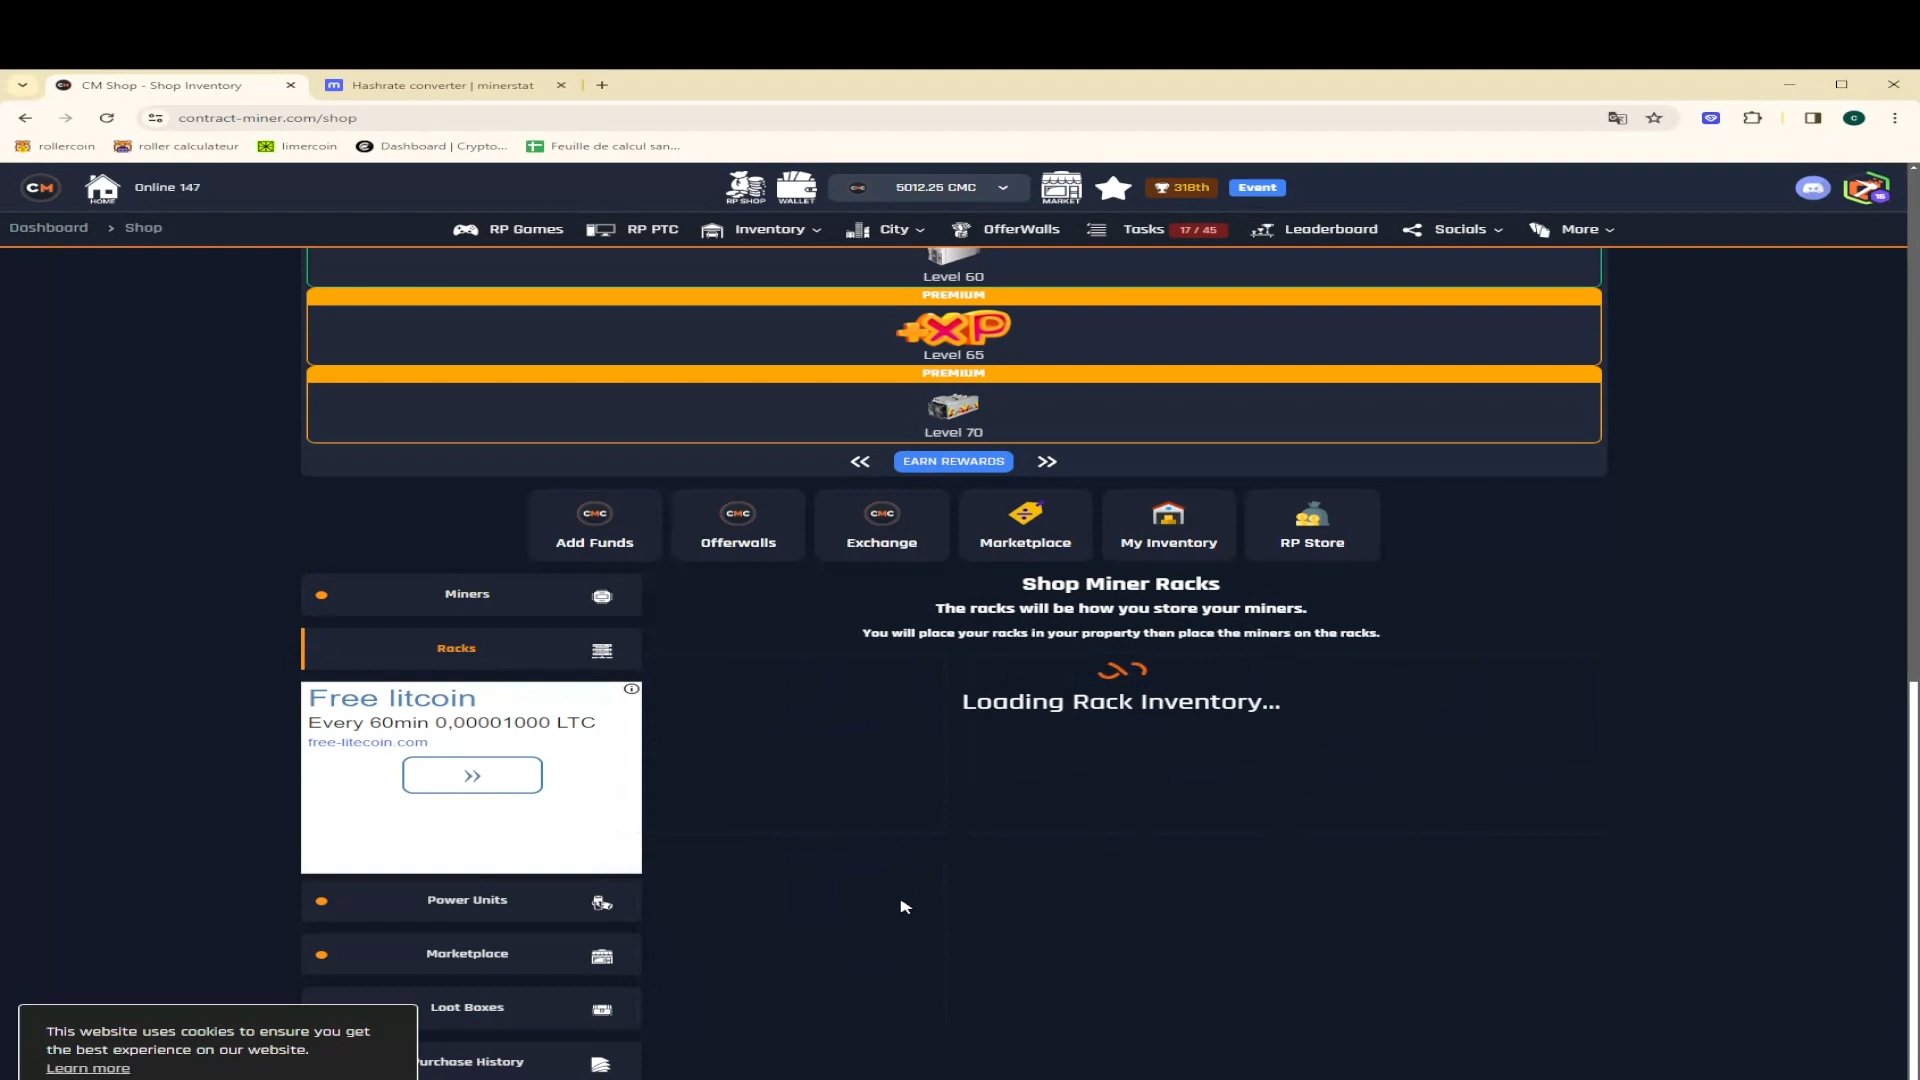 CM Shop - Shop Inventory
m Hashrate converter | minerstat
contract-miner.com/shop
C
rollercoin
roller calculateur
limercoin
Dashboard | Crypto...
Feuille de calcul san...
CM
HOME
Online 147
RP SHOP
WALLET
CMC 5012.25 CMC
MARKET
318th
Event
16
Dashboard > Shop
RP Games
RP PTC
Inventory
City
OfferWalls
Tasks 17 / 45
Leaderboard
Socials
More
Level 60
PREMIUM
+XP
Level 65
PREMIUM
Level 70
<< EARN REWARDS >>
CMC
Add Funds
CMC
Offerwalls
CMC
Exchange
Marketplace
My Inventory
RP Store
Miners
Racks
Shop Miner Racks
The racks will be how you store your miners.
You will place your racks in your property then place the miners on the racks.
Loading Rack Inventory...
Free litcoin
Every 60min 0,00001000 LTC
free-litecoin.com
Power Units
Marketplace
Loot Boxes
urchase History
This website uses cookies to ensure you get
the best experience on our website.
Learn more